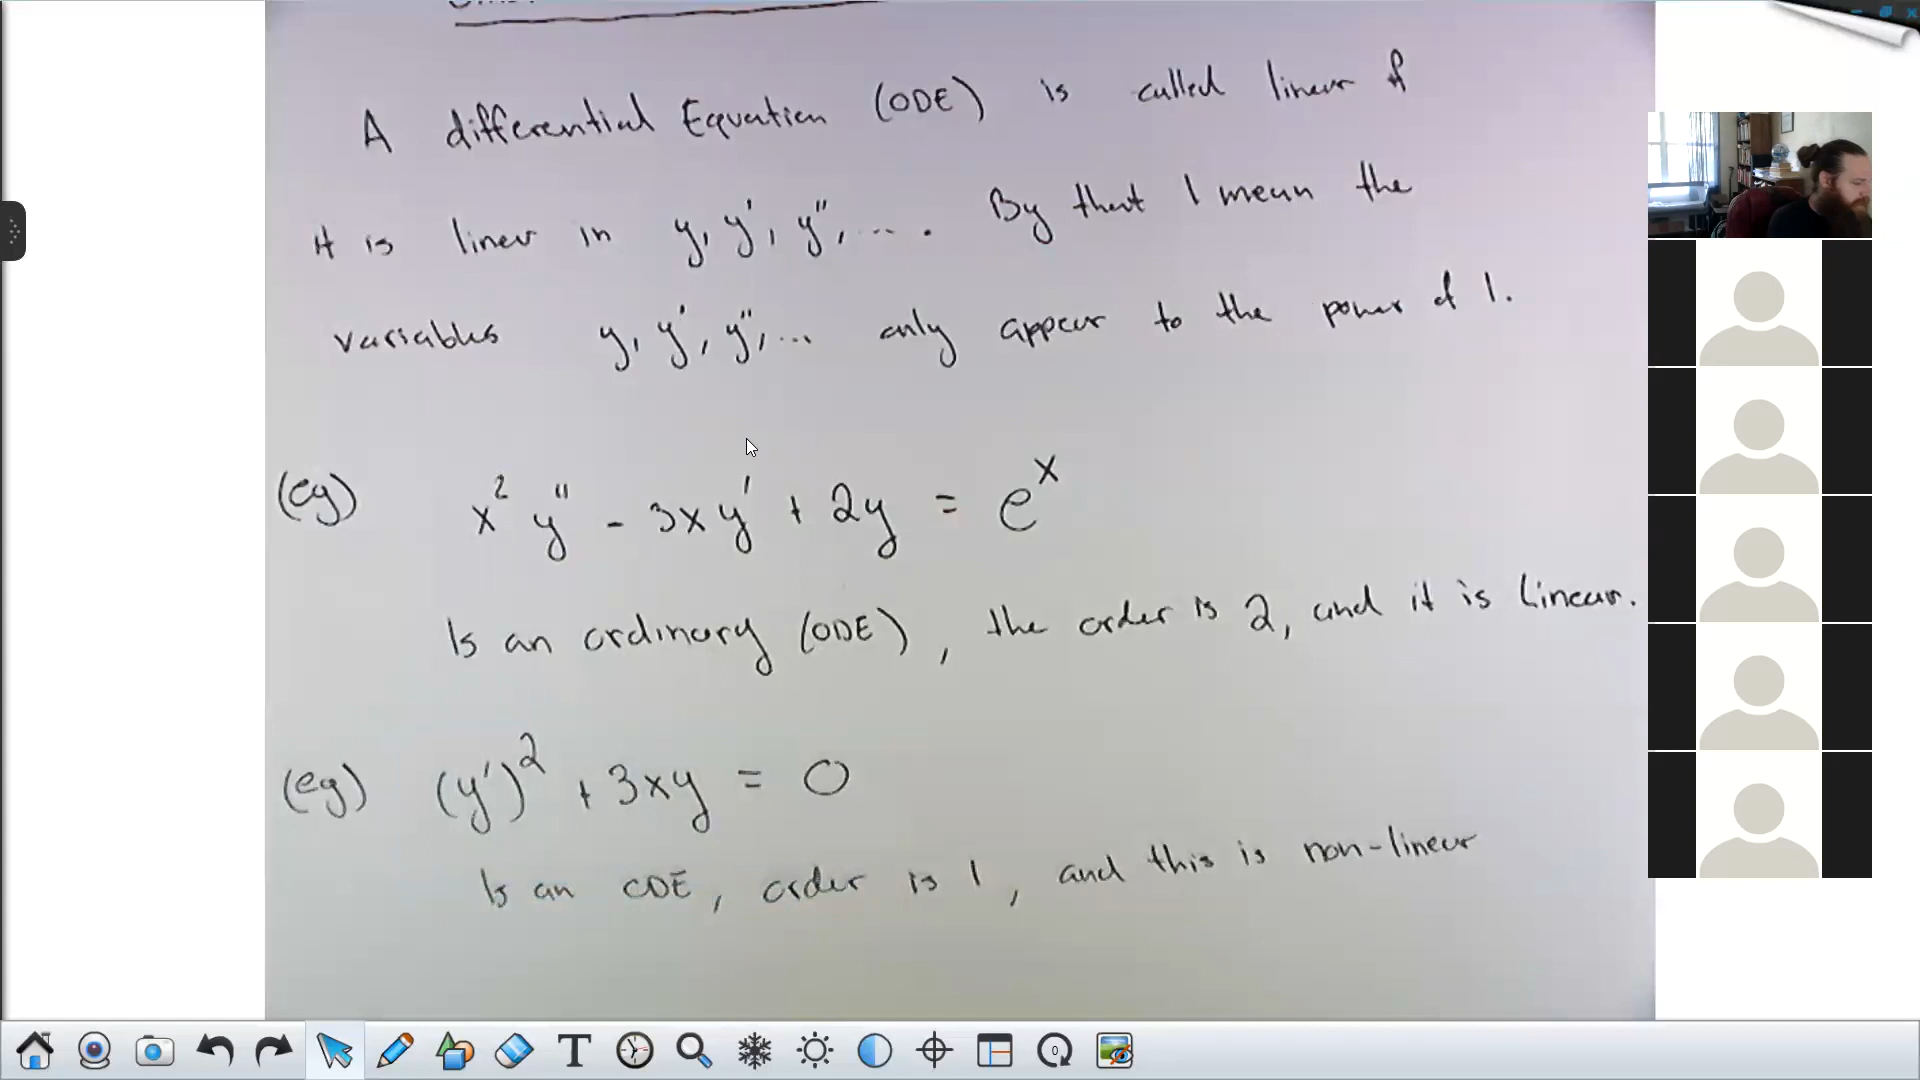 A differential Equation (ODE) is called linear if
it is linear in y, y', y'', .... By that I mean the
variables y, y', y'', ... only appear to the power of 1.
(eg) x² y'' - 3xy' + 2y = e^x
Is an ordinary (ODE), the order is 2, and it is linear.
(eg) (y')² + 3xy = 0
Is an ODE, order is 1, and this is non-linear
T
0